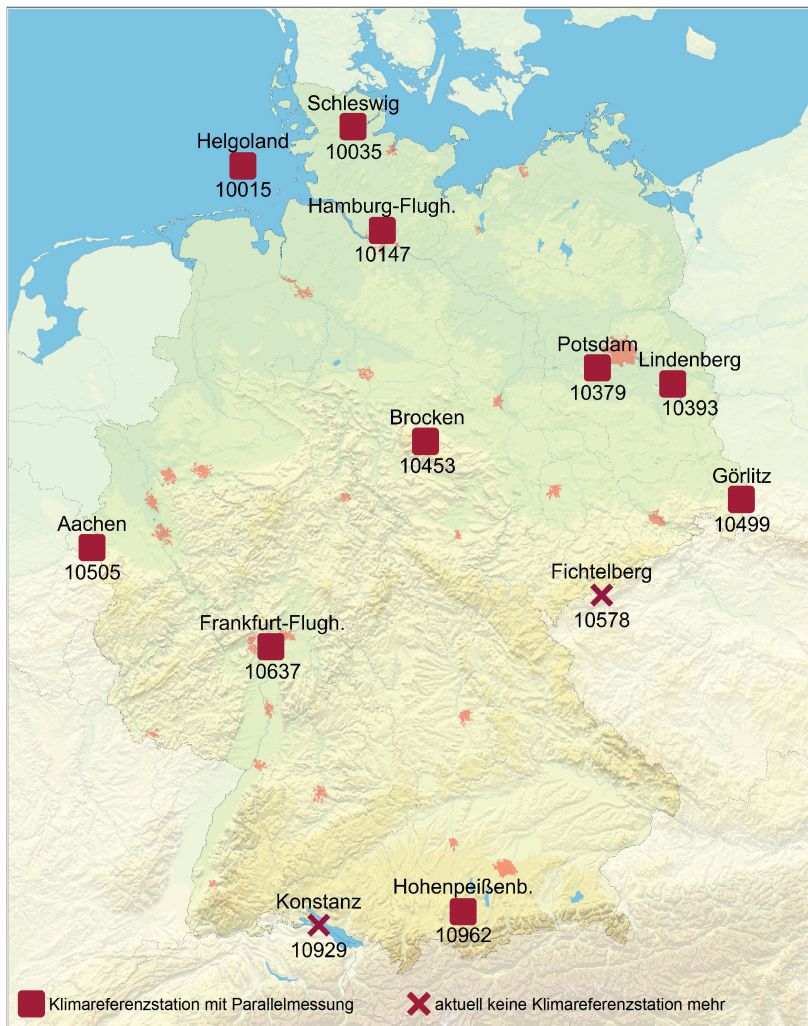 Schleswig
10035
Helgoland
10015
Hamburg-Flugh.
10147
Potsdam
10379
Lindenberg
10393
Brocken
10453
Görlitz
10499
Aachen
10505
Fichtelberg
10578
Frankfurt-Flugh.
10637
Hohenpeißenb.
10962
Konstanz
10929
Klimareferenzstation mit Parallelmessung
aktuell keine Klimareferenzstation mehr